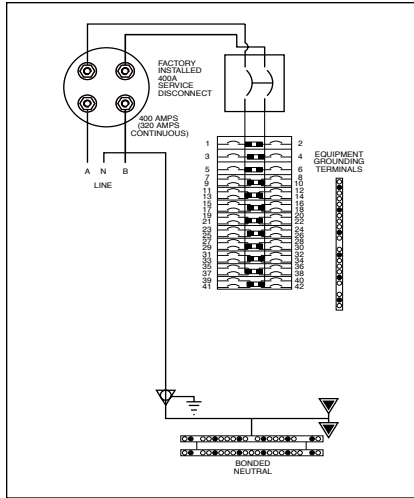 FACTORY
INSTALLED
400A
SERVICE
DISCONNECT
400 AMPS
(320 AMPS
CONTINUOUS)
A N B
LINE
EQUIPMENT
GROUNDING
TERMINALS
1 2
3 4
5 6
7 8
9 10
11 12
13 14
15 16
17 18
19 20
21 22
23 24
25 26
27 28
29 30
31 32
33 34
35 36
37 38
39 40
41 42
BONDED
NEUTRAL